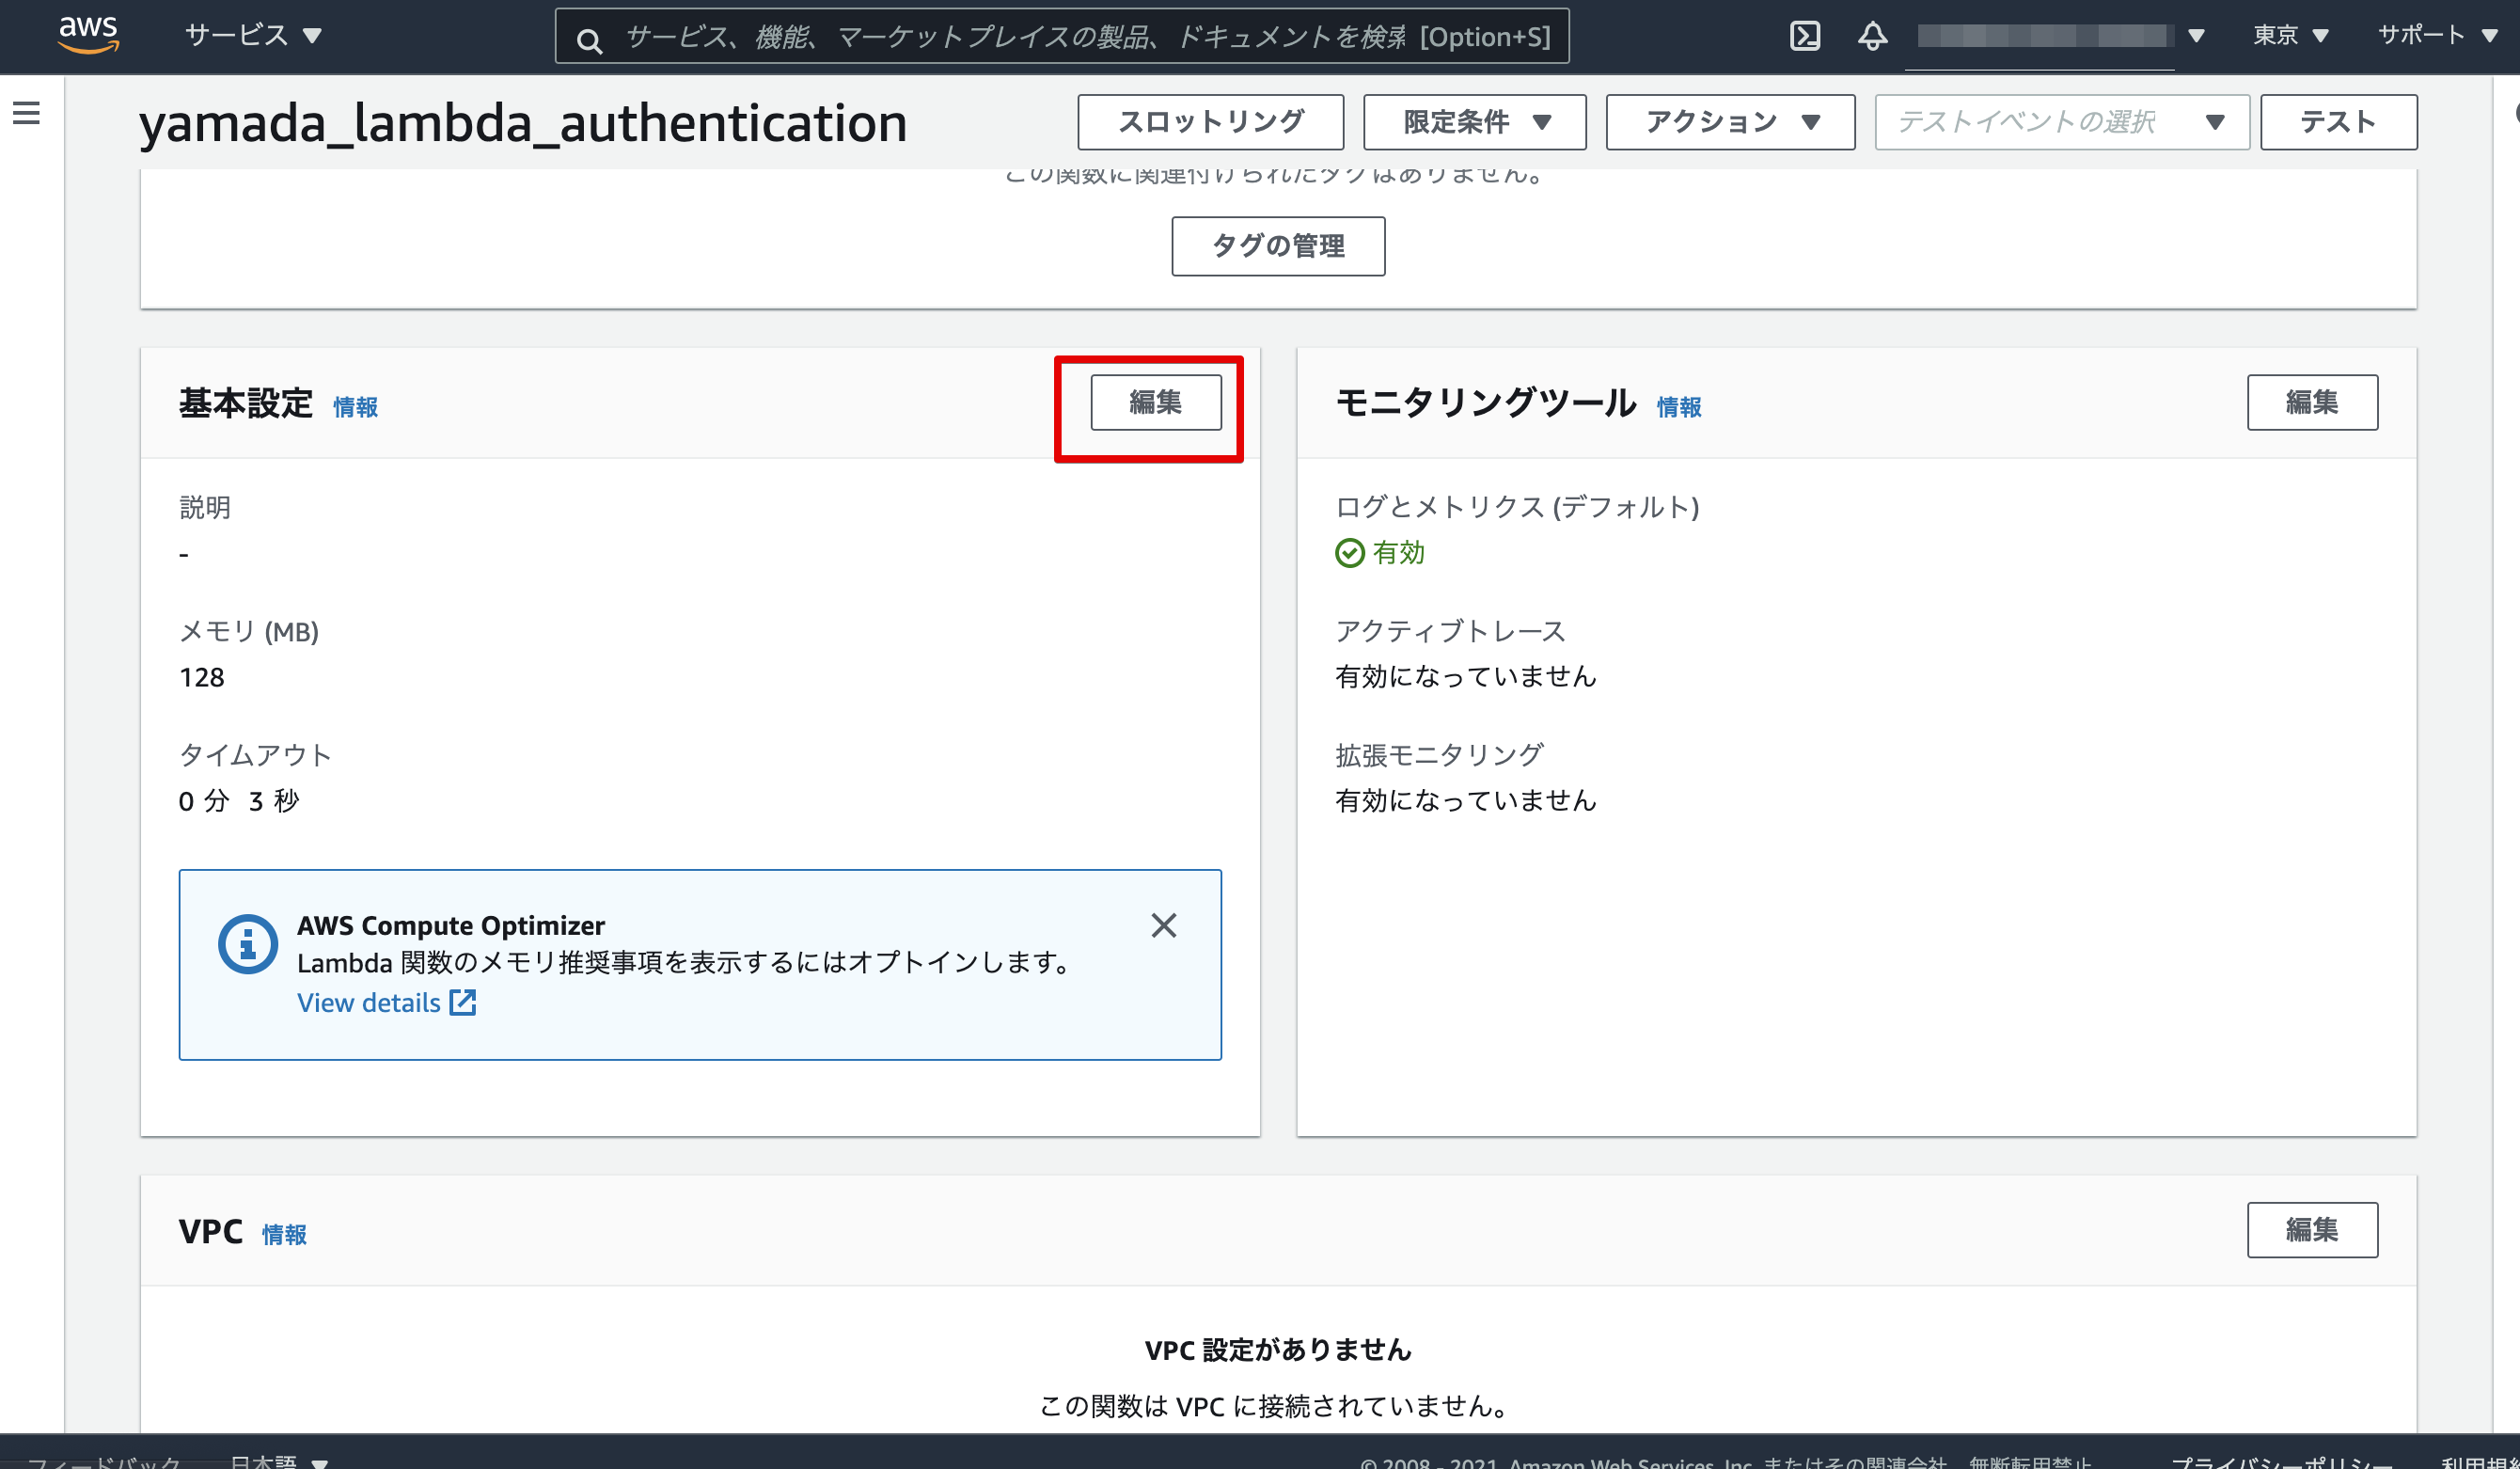 aws サービス サービス、機能、マーケットプレイスの製品、ドキュメントを検索 [Option+S] 東京 サポート
yamada_lambda_authentication スロットリング 限定条件 アクション テストイベントの選択 テスト
この関数に関連付けられたタグはありません。
タグの管理
基本設定 情報 編集
説明
-
メモリ (MB)
128
タイムアウト
0 分 3 秒
AWS Compute Optimizer
Lambda 関数のメモリ推奨事項を表示するにはオプトインします。
View details
モニタリングツール 情報 編集
ログとメトリクス (デフォルト)
有効
アクティブトレース
有効になっていません
拡張モニタリング
有効になっていません
VPC 情報 編集
VPC 設定がありません
この関数は VPC に接続されていません。
フィードバック 日本語 © 2008 - 2021, Amazon Web Services, Inc. またはその関連会社。無断転用禁止。 プライバシーポリシー